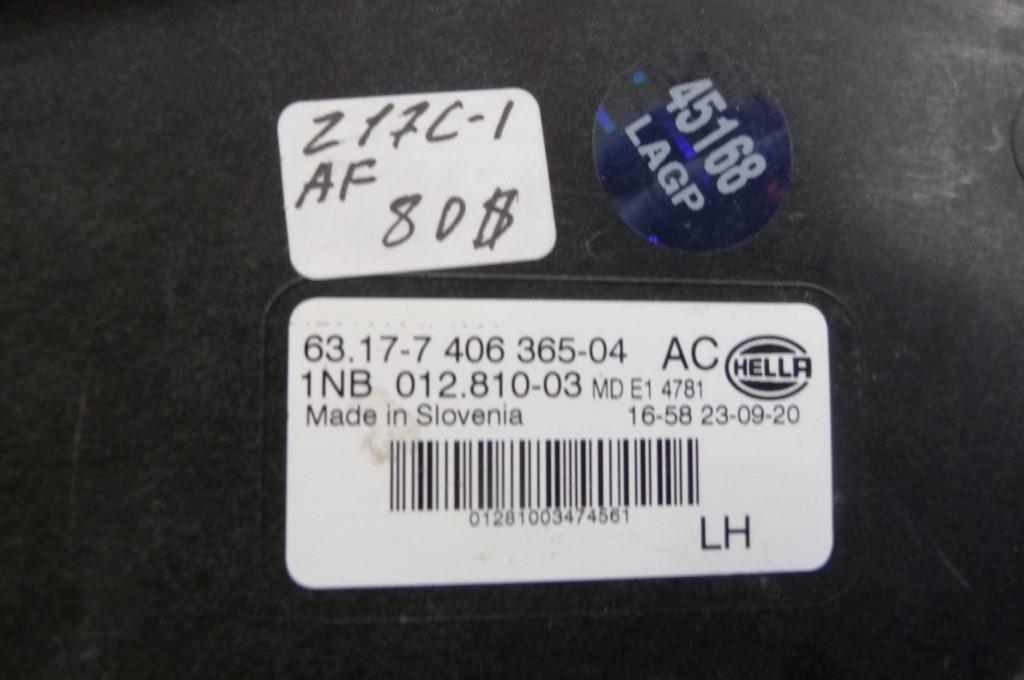 Z17C-1
AF
80$
45168
LAGP
63.17-7 406 365-04 AC HELLA
1NB 012.810-03 MD E1 4781
Made in Slovenia 16-58 23-09-20
01281003474561
LH